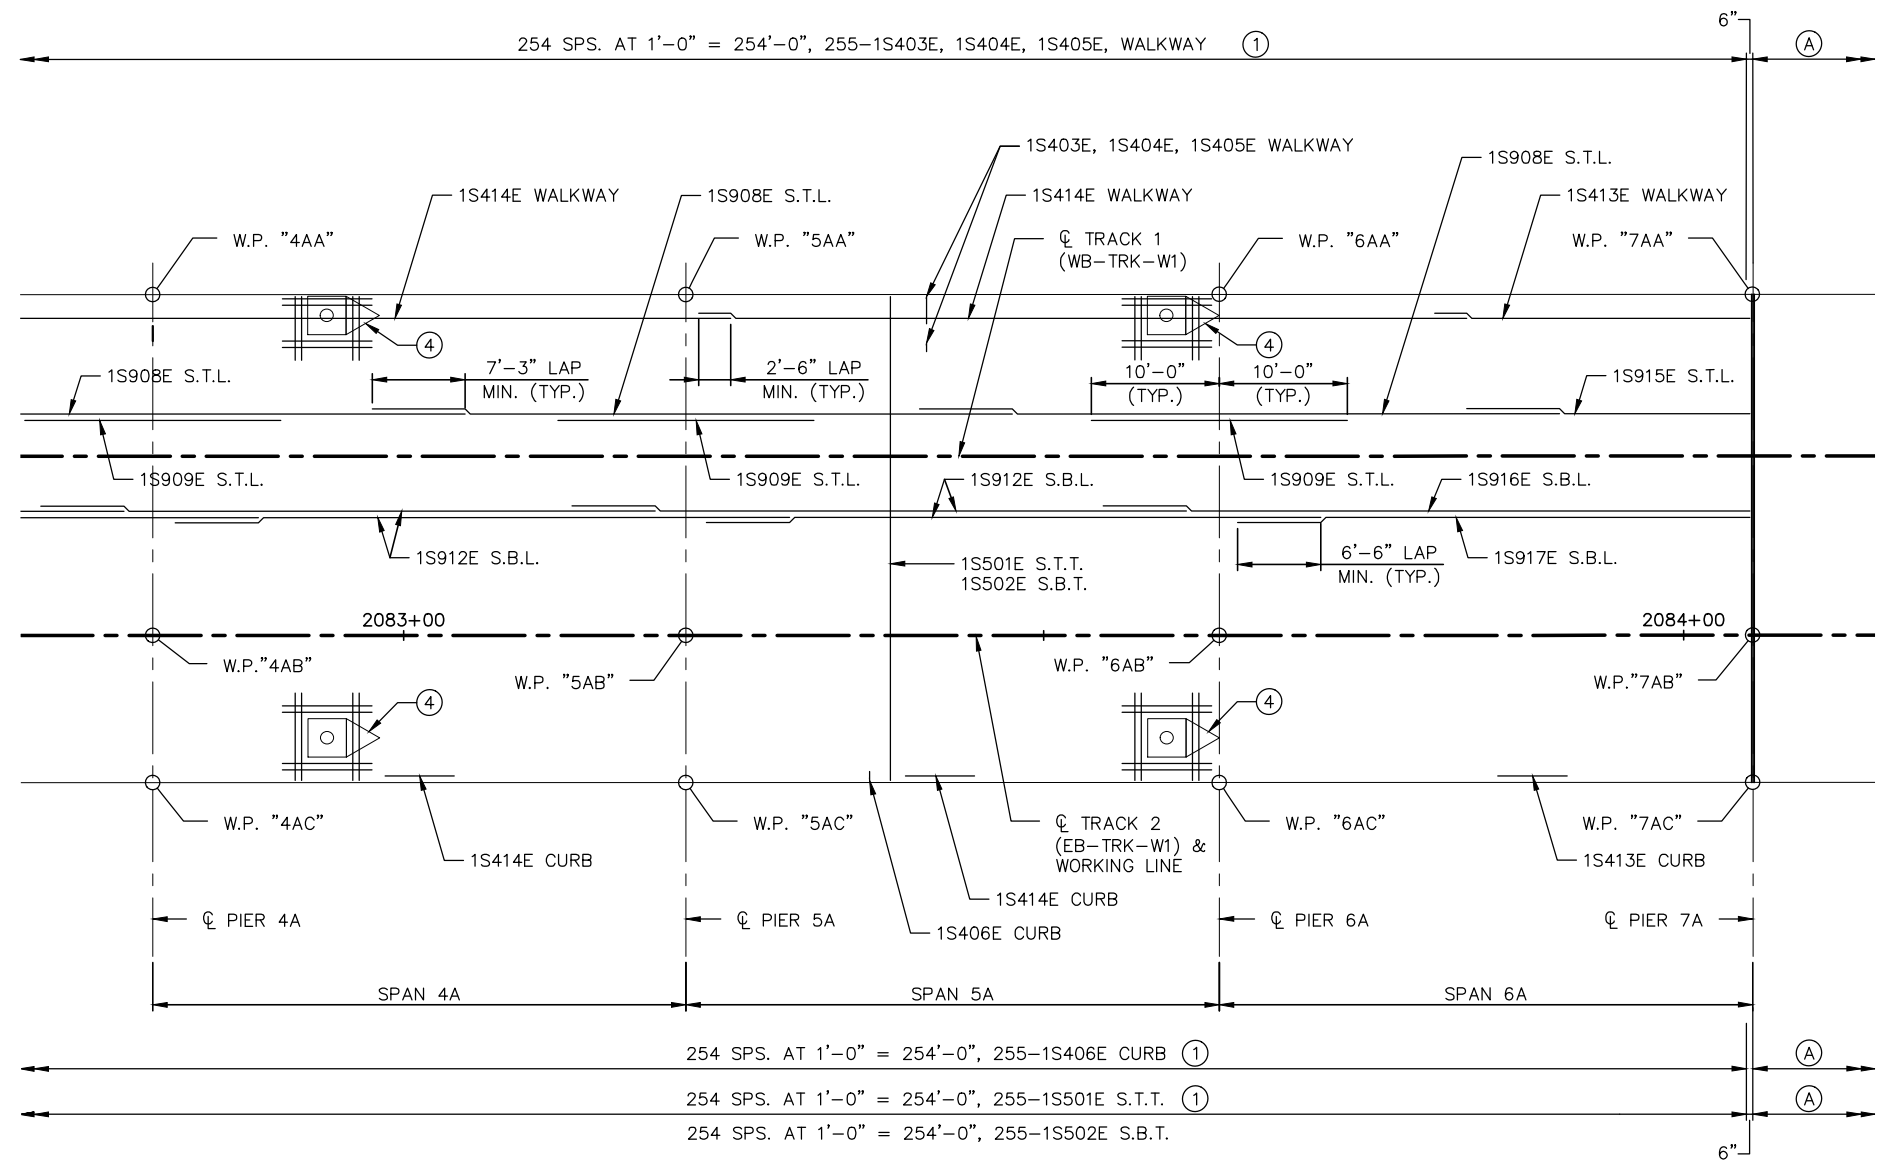 6"
254 SPS. AT 1'-0" = 254'-0", 255-1S403E, 1S404E, 1S405E, WALKWAY 1
A
1S403E, 1S404E, 1S405E WALKWAY
1S908E S.T.L.
1S414E WALKWAY
1S908E S.T.L.
1S414E WALKWAY
1S413E WALKWAY
W.P. "4AA"
W.P. "5AA"
℄ TRACK 1
(WB-TRK-W1)
W.P. "6AA"
W.P. "7AA"
4
4
1S908E S.T.L.
7'-3" LAP
MIN. (TYP.)
2'-6" LAP
MIN. (TYP.)
10'-0"
(TYP.)
10'-0"
(TYP.)
1S915E S.T.L.
1S909E S.T.L.
1S909E S.T.L.
1S912E S.B.L.
1S909E S.T.L.
1S916E S.B.L.
1S912E S.B.L.
1S501E S.T.T.
1S502E S.B.T.
6'-6" LAP
MIN. (TYP.)
1S917E S.B.L.
2083+00
2084+00
W.P."4AB"
W.P. "5AB"
W.P. "6AB"
W.P."7AB"
4
4
W.P. "4AC"
W.P. "5AC"
℄ TRACK 2
(EB-TRK-W1) &
WORKING LINE
W.P. "6AC"
W.P. "7AC"
1S414E CURB
1S413E CURB
1S414E CURB
1S406E CURB
℄ PIER 4A
℄ PIER 5A
℄ PIER 6A
℄ PIER 7A
SPAN 4A
SPAN 5A
SPAN 6A
254 SPS. AT 1'-0" = 254'-0", 255-1S406E CURB 1
A
254 SPS. AT 1'-0" = 254'-0", 255-1S501E S.T.T. 1
A
254 SPS. AT 1'-0" = 254'-0", 255-1S502E S.B.T.
6"